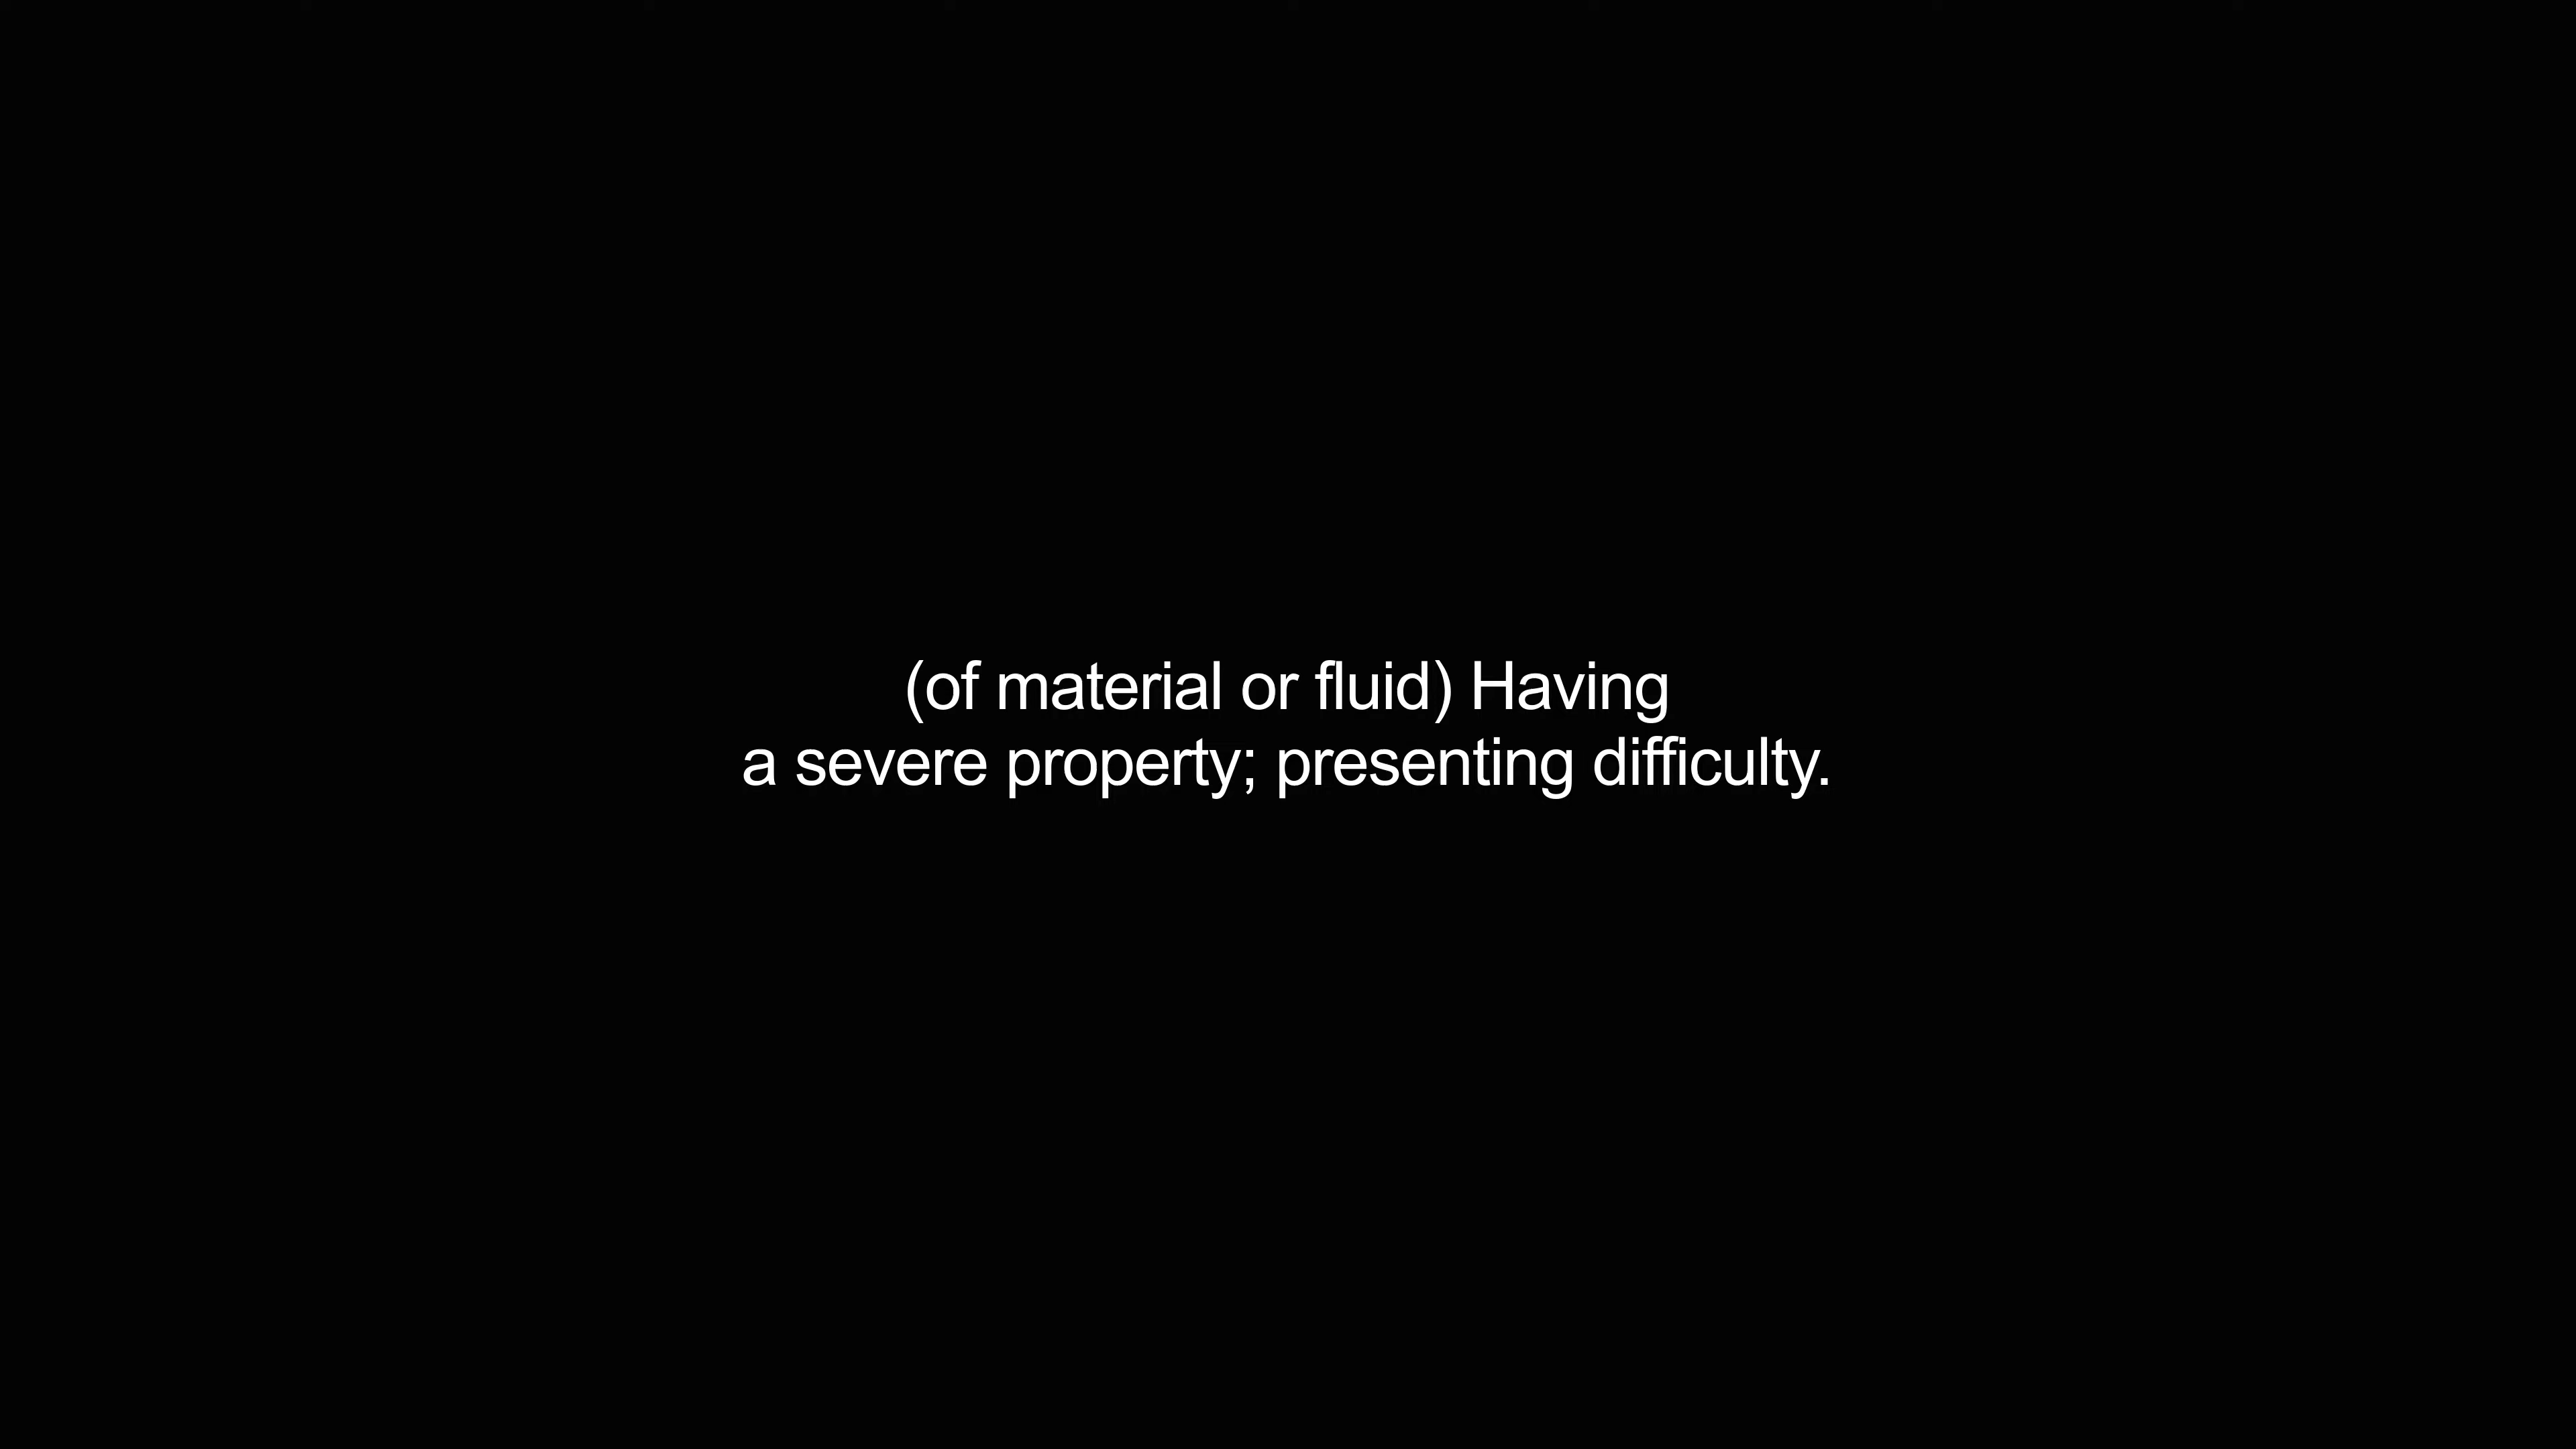 (of material or fluid) Having
a severe property; presenting difficulty.